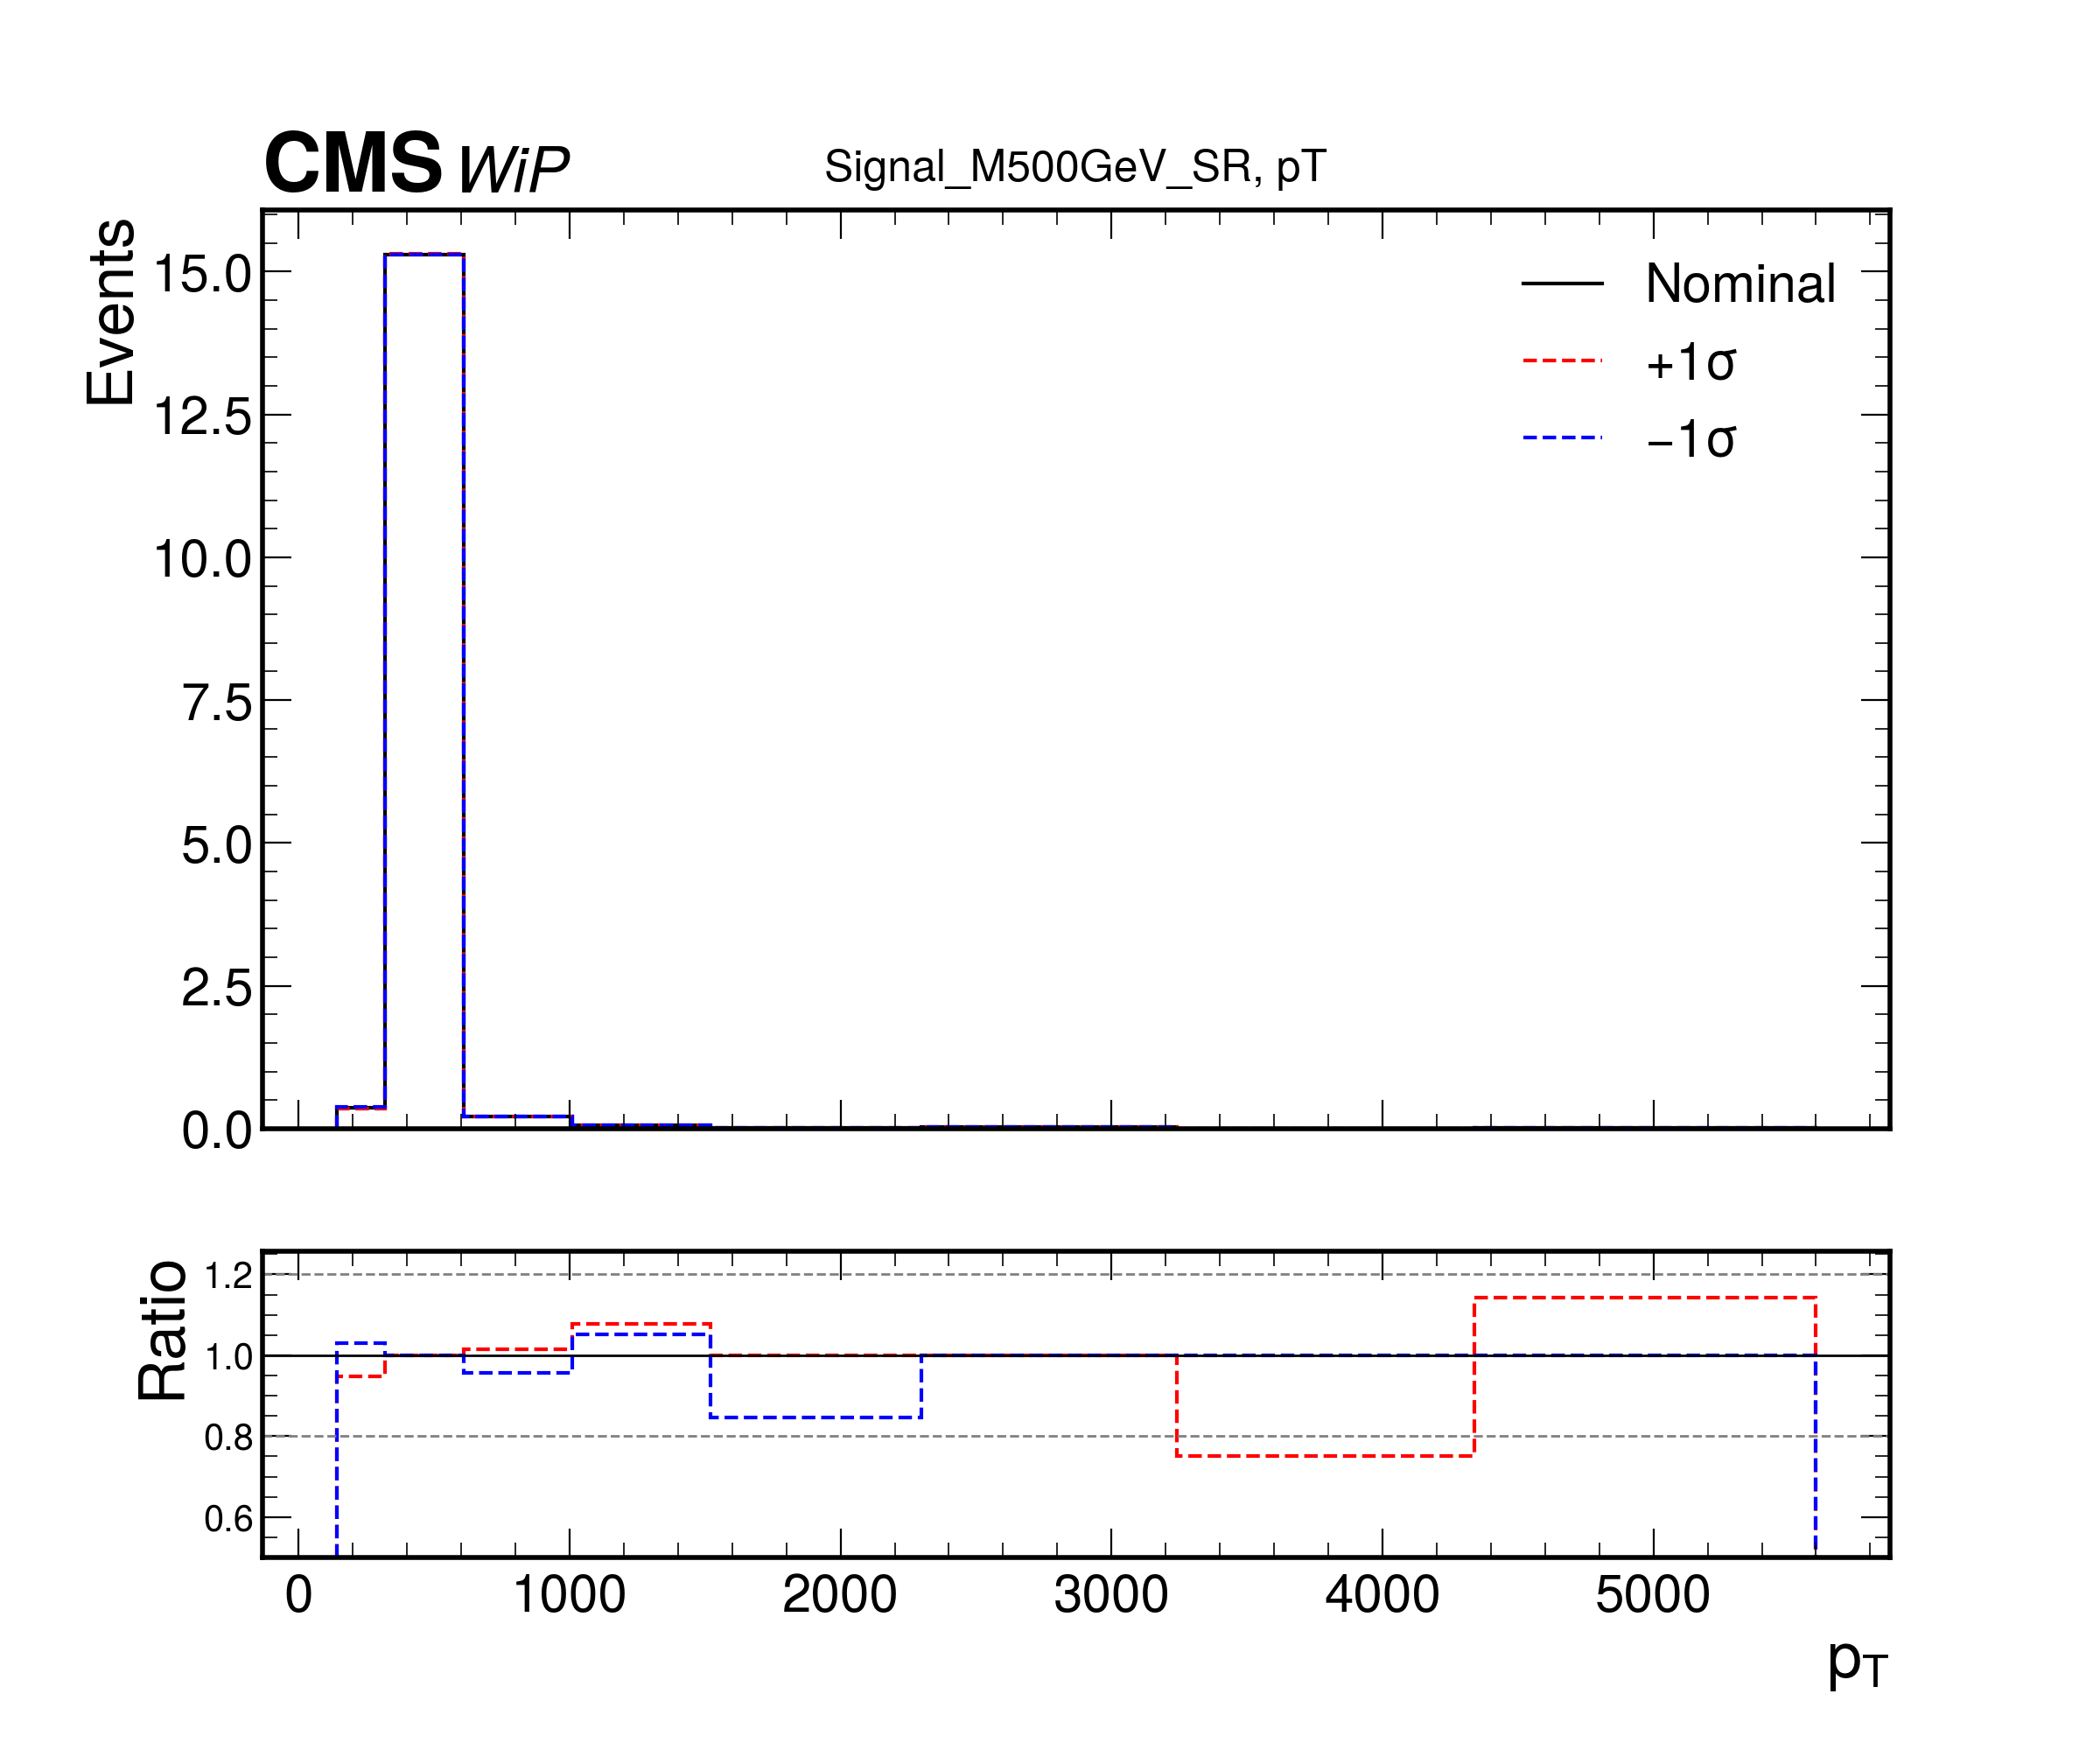 CMS WiP
Signal_M500GeV_SR, pT
Events
15.0
12.5
10.0
7.5
5.0
2.5
0.0
Nominal
+1σ
−1σ
Ratio
1.2
1.0
0.8
0.6
0 1000 2000 3000 4000 5000
pT